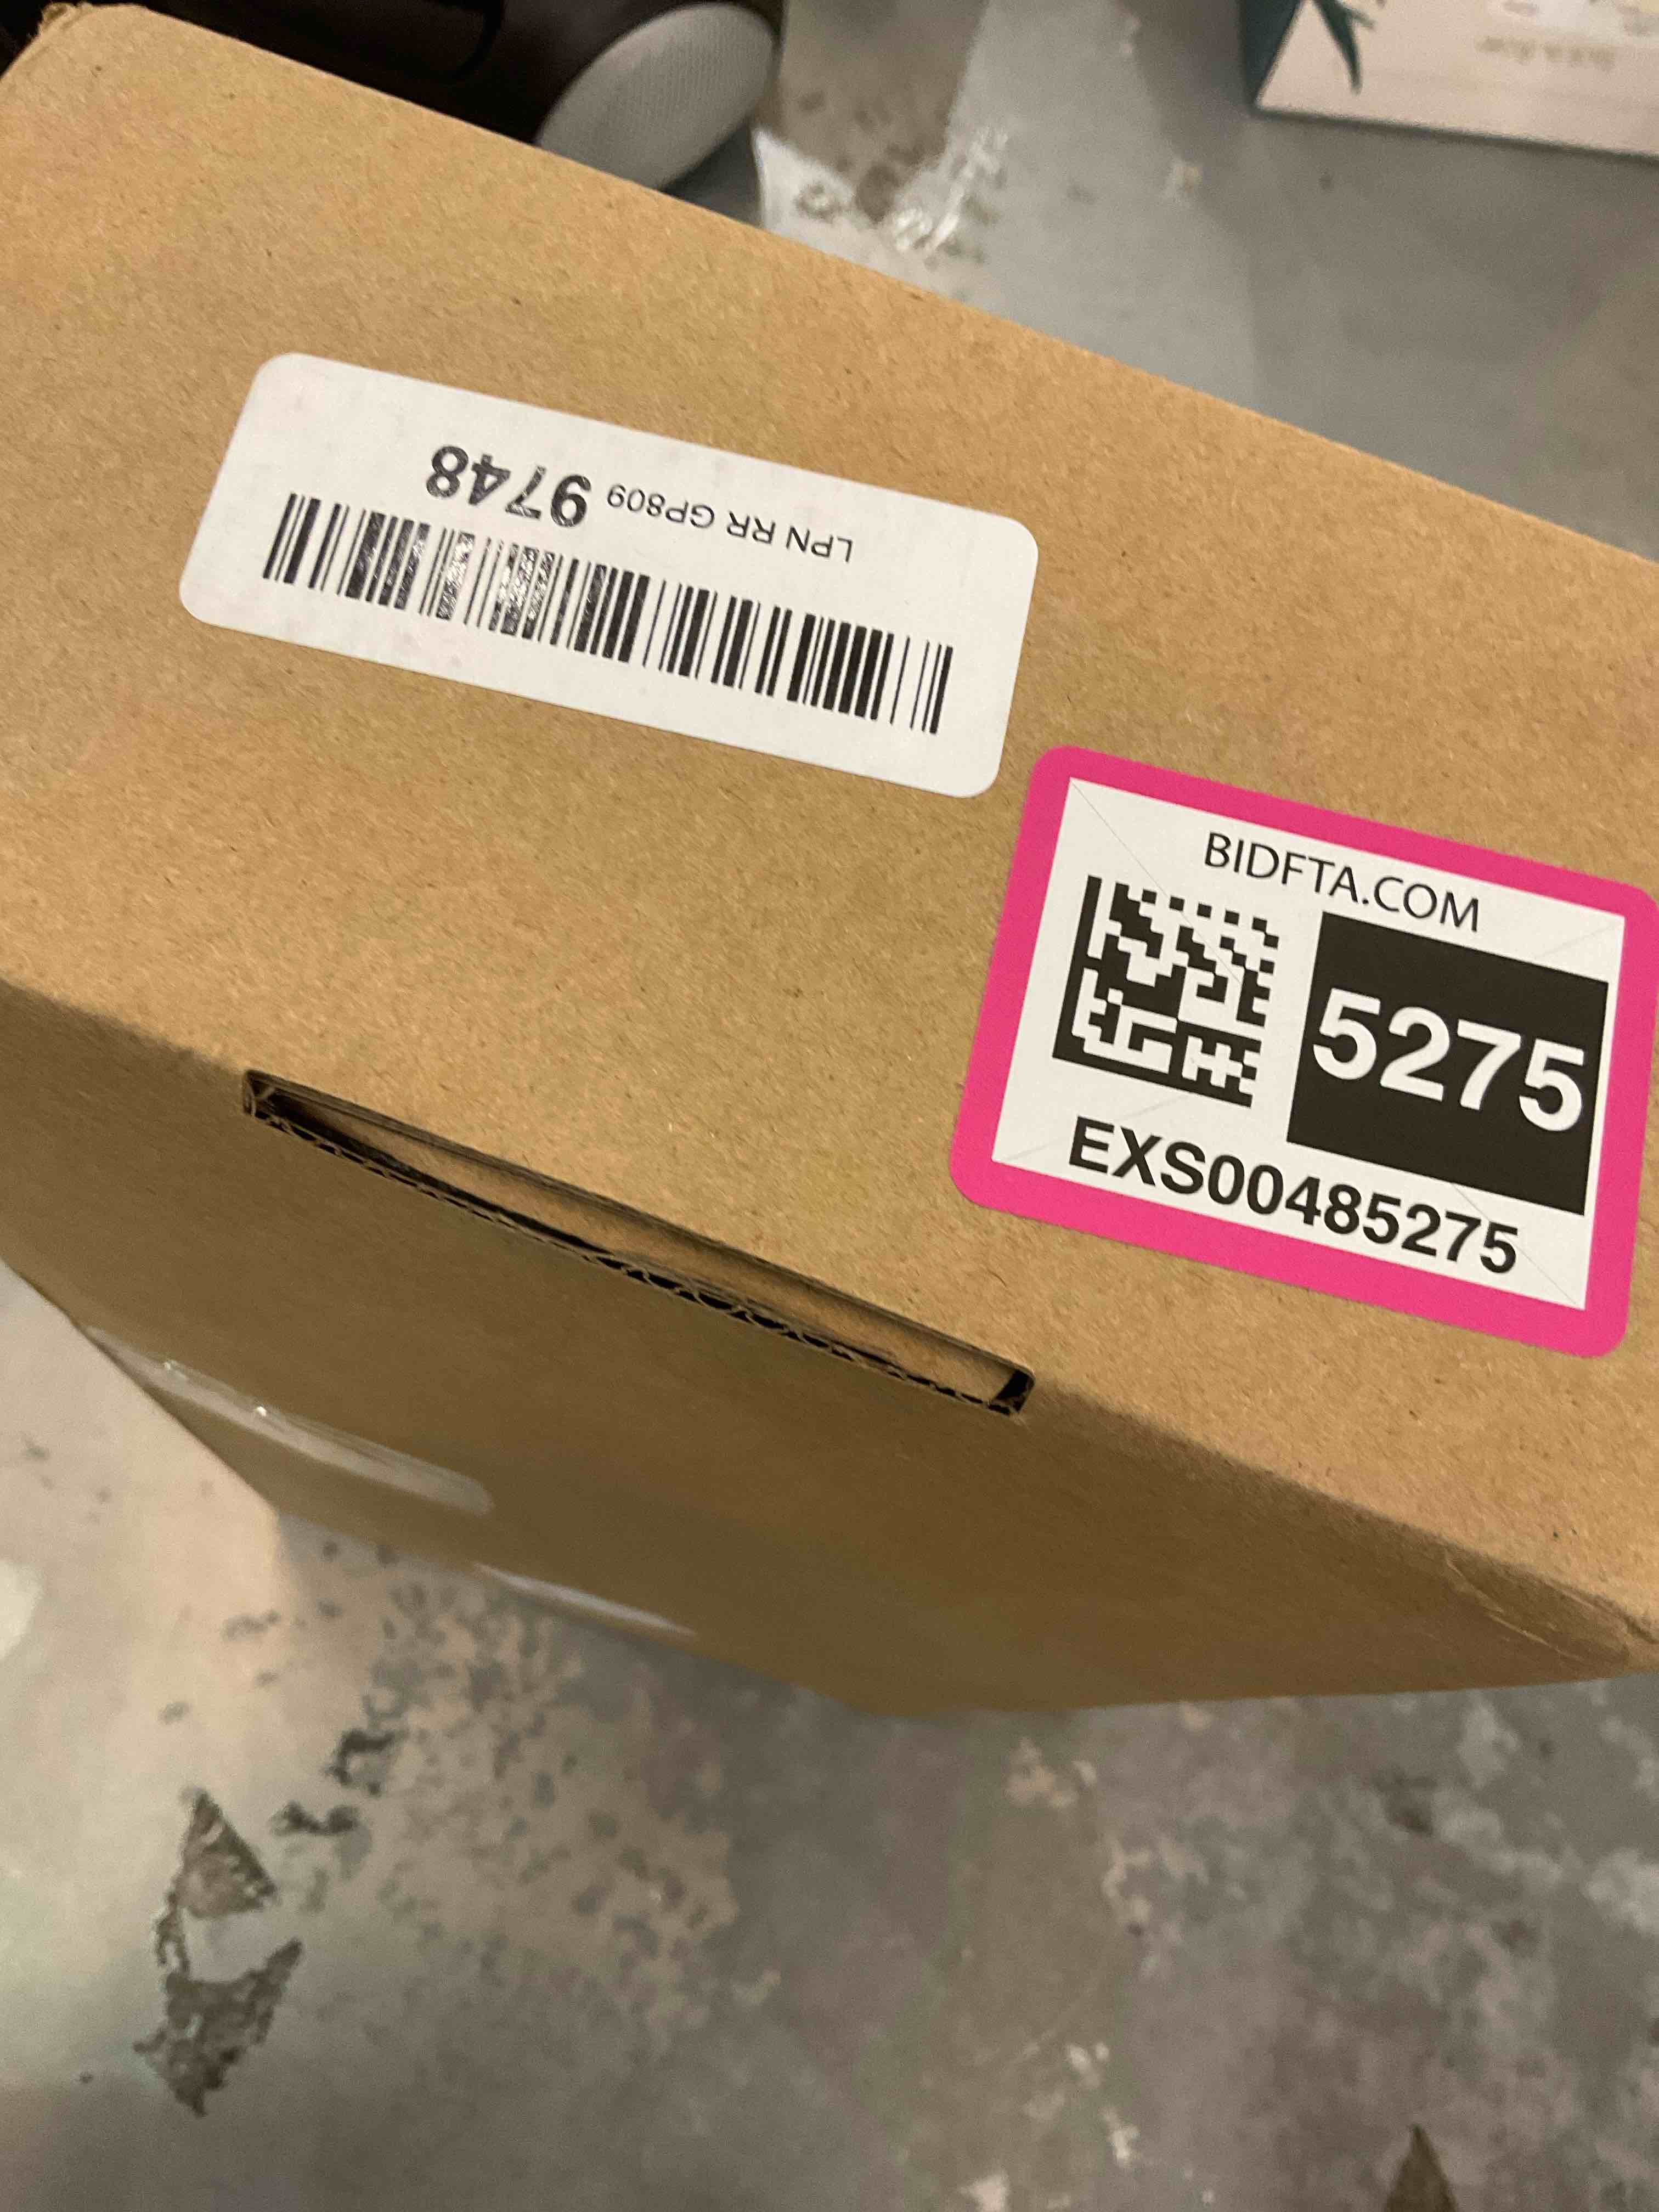 LPN RR GP809 9748
BIDFTA.COM
5275
EXS00485275